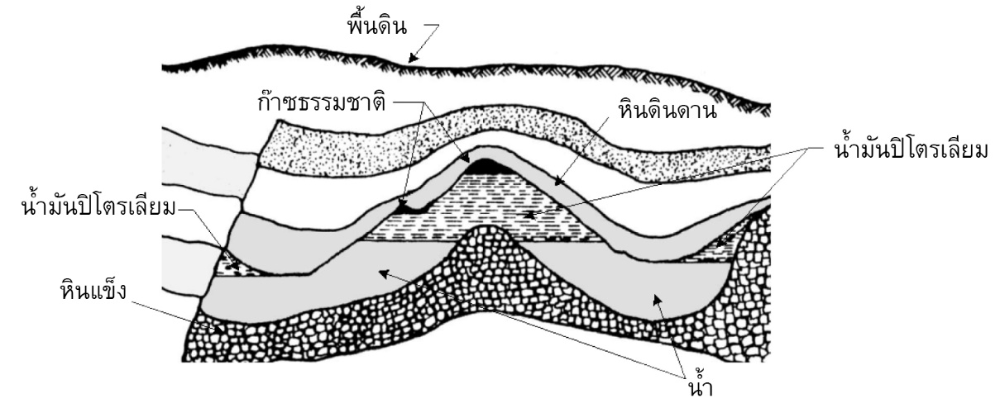 พื้นดิน
ก๊าซธรรมชาติ
หินดินดาน
น้ำมันปิโตรเลียม
น้ำมันปิโตรเลียม
หินแข็ง
น้ำ